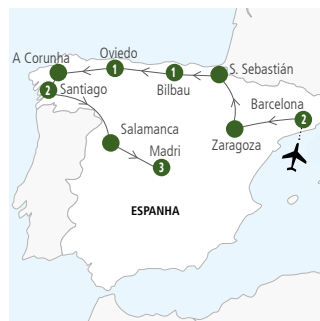 Oviedo
A Corunha
1
1
S. Sebastián
2
Santiago
Bilbau
Barcelona
2
Salamanca
Zaragoza
Madri
3
ESPANHA